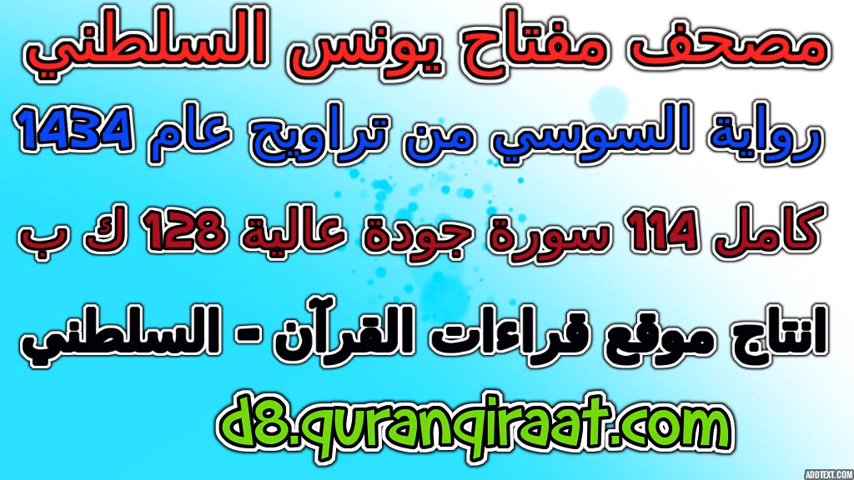 مصحف مفتاح يونس السلطني
رواية السوسي من تراويح عام 1434
كامل 114 سورة جودة عالية 128 ك ب
انتاج موقع قراءات القرآن - السلطني
d8.quranqiraat.com
ADDTEXT.COM